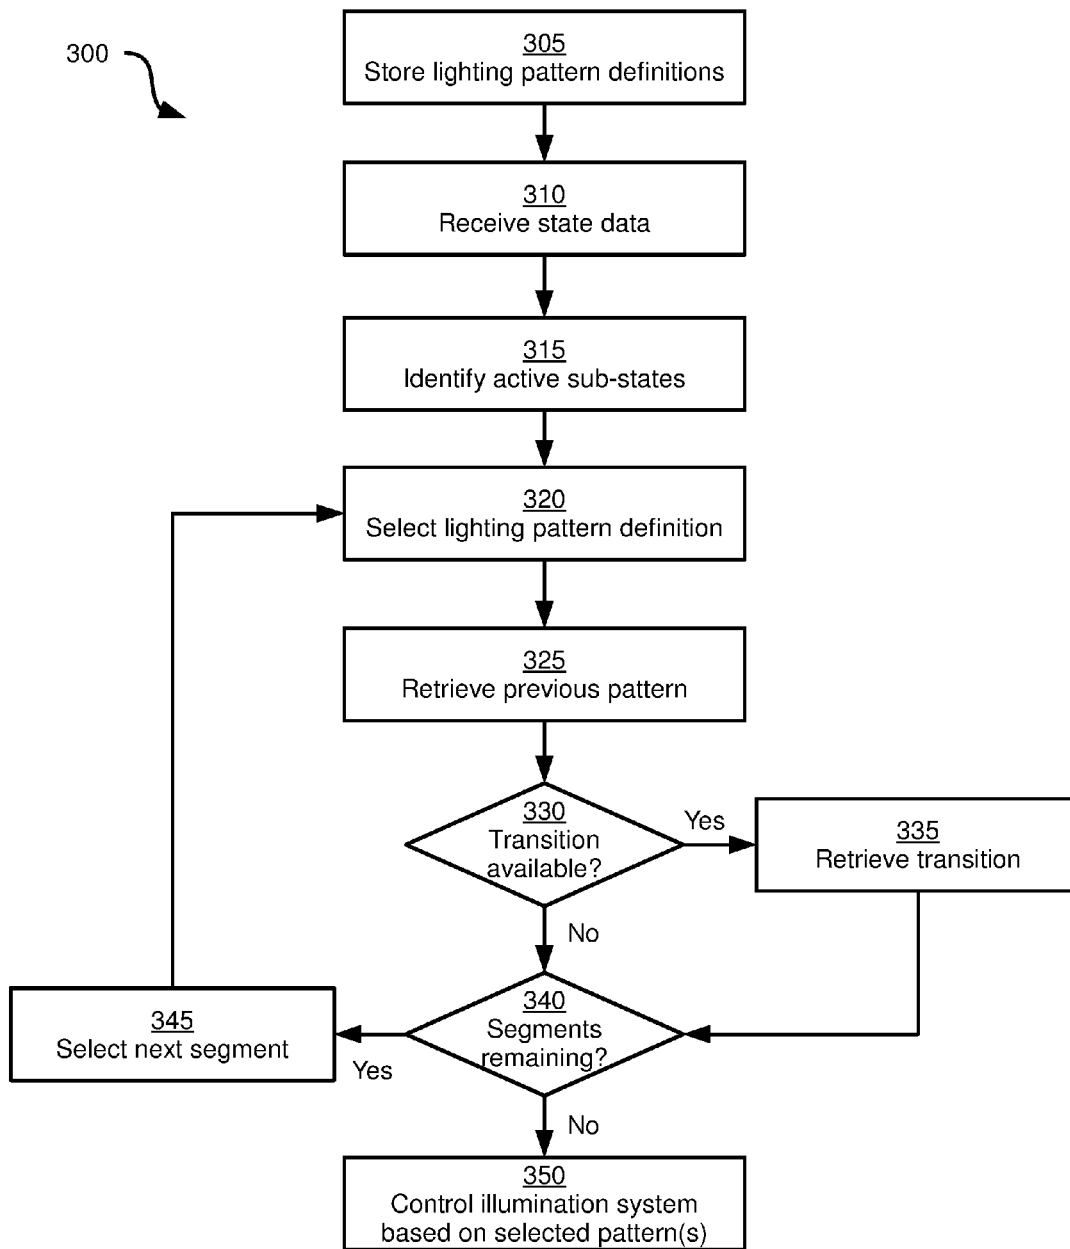 300
305
Store lighting pattern definitions
310
Receive state data
315
Identify active sub-states
320
Select lighting pattern definition
325
Retrieve previous pattern
330
Transition
available?
Yes
335
Retrieve transition
No
340
Segments
remaining?
Yes
345
Select next segment
No
350
Control illumination system
based on selected pattern(s)